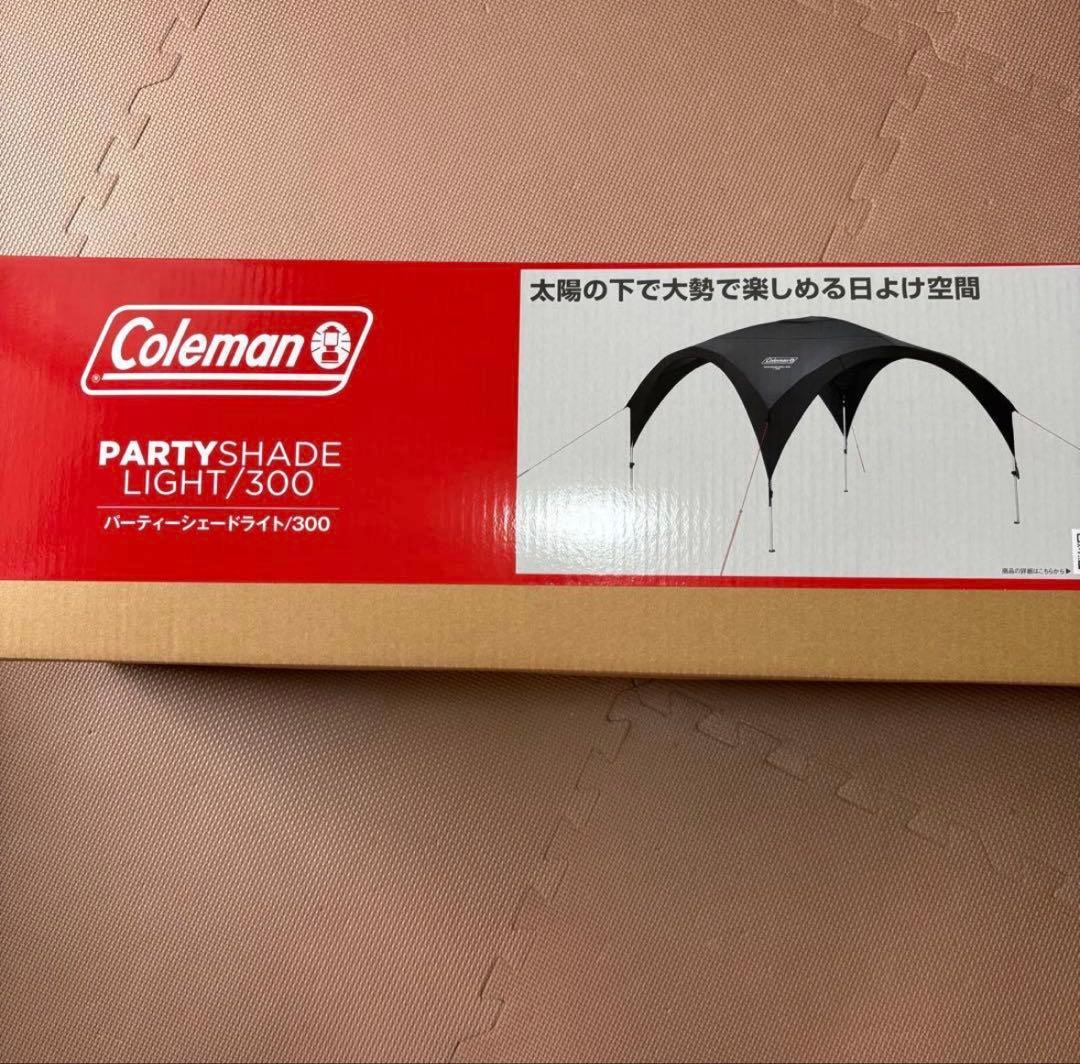 Coleman
PARTYSHADE
LIGHT/300
パーティーシェードライト/300
太陽の下で大勢で楽しめる日よけ空間
Coleman
商品の詳細はこちらから▶